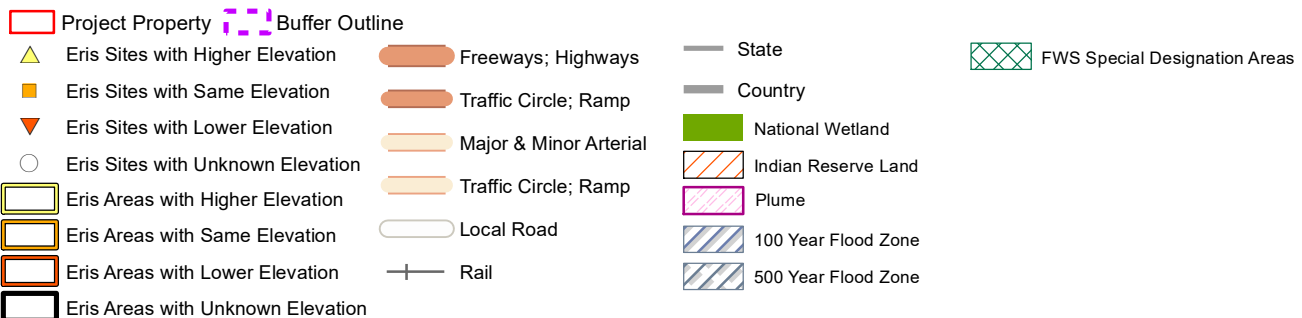 Project Property
Buffer Outline
Eris Sites with Higher Elevation
Eris Sites with Same Elevation
Eris Sites with Lower Elevation
Eris Sites with Unknown Elevation
Eris Areas with Higher Elevation
Eris Areas with Same Elevation
Eris Areas with Lower Elevation
Eris Areas with Unknown Elevation
Freeways; Highways
Traffic Circle; Ramp
Major & Minor Arterial
Traffic Circle; Ramp
Local Road
Rail
State
Country
National Wetland
Indian Reserve Land
Plume
100 Year Flood Zone
500 Year Flood Zone
FWS Special Designation Areas